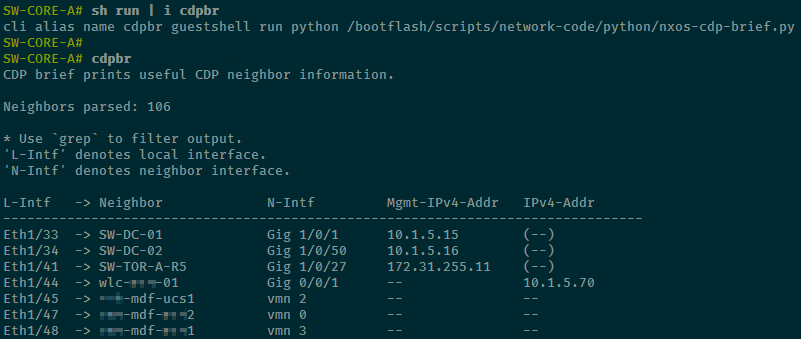 SW-CORE-A# sh run | i cdpbr
cli alias name cdpbr guestshell run python /bootflash/scripts/network-code/python/nxos-cdp-brief.py
SW-CORE-A#
SW-CORE-A# cdpbr
CDP brief prints useful CDP neighbor information.
Neighbors parsed: 106
* Use `grep` to filter output.
'L-Intf' denotes local interface.
'N-Intf' denotes neighbor interface.
L-Intf -> Neighbor N-Intf Mgmt-IPv4-Addr IPv4-Addr
--------------------------------------------------------------------------------
Eth1/33 -> SW-DC-01 Gig 1/0/1 10.1.5.15 (--)
Eth1/34 -> SW-DC-02 Gig 1/0/50 10.1.5.16 (--)
Eth1/41 -> SW-TOR-A-R5 Gig 1/0/27 172.31.255.11 (--)
Eth1/44 -> wlc- -01 Gig 0/0/1 -- 10.1.5.70
Eth1/45 -> -mdf-ucs1 vmn 2 -- --
Eth1/47 -> -mdf- 2 vmn 0 -- --
Eth1/48 -> -mdf- 1 vmn 3 -- --